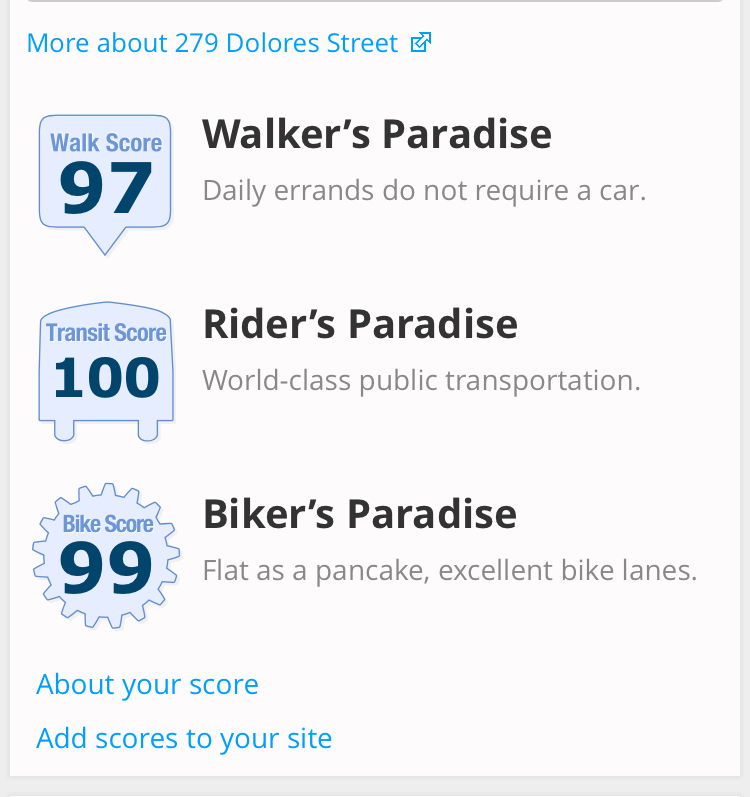 More about 279 Dolores Street
Walk Score
97
Walker’s Paradise
Daily errands do not require a car.
Transit Score
100
Rider’s Paradise
World-class public transportation.
Bike Score
99
Biker’s Paradise
Flat as a pancake, excellent bike lanes.
About your score
Add scores to your site